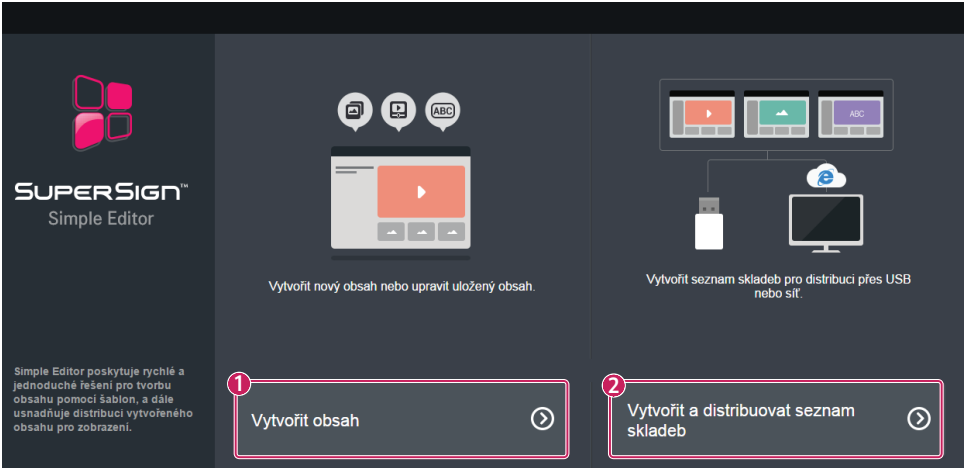 SUPERSIGN™
Simple Editor
Simple Editor poskytuje rychlé a
jednoduché řešení pro tvorbu
obsahu pomocí šablon, a dále
usnadňuje distribuci vytvořeného
obsahu pro zobrazení.
ABC
Vytvořit nový obsah nebo upravit uložený obsah.
1
Vytvořit obsah
ABC
Vytvořit seznam skladeb pro distribuci přes USB
nebo síť.
2
Vytvořit a distribuovat seznam
skladeb